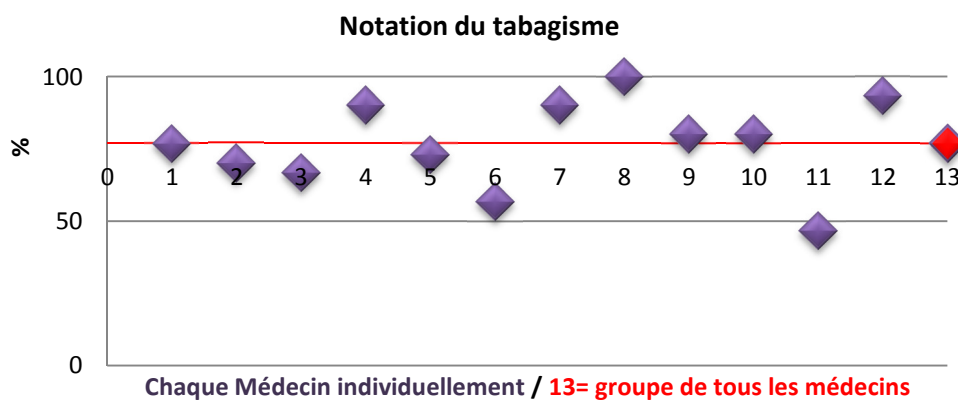 Notation du tabagisme
100
%
0 1 2 3 4 5 6 7 8 9 10 11 12 13
50
0
Chaque Médecin individuellement / 13= groupe de tous les médecins